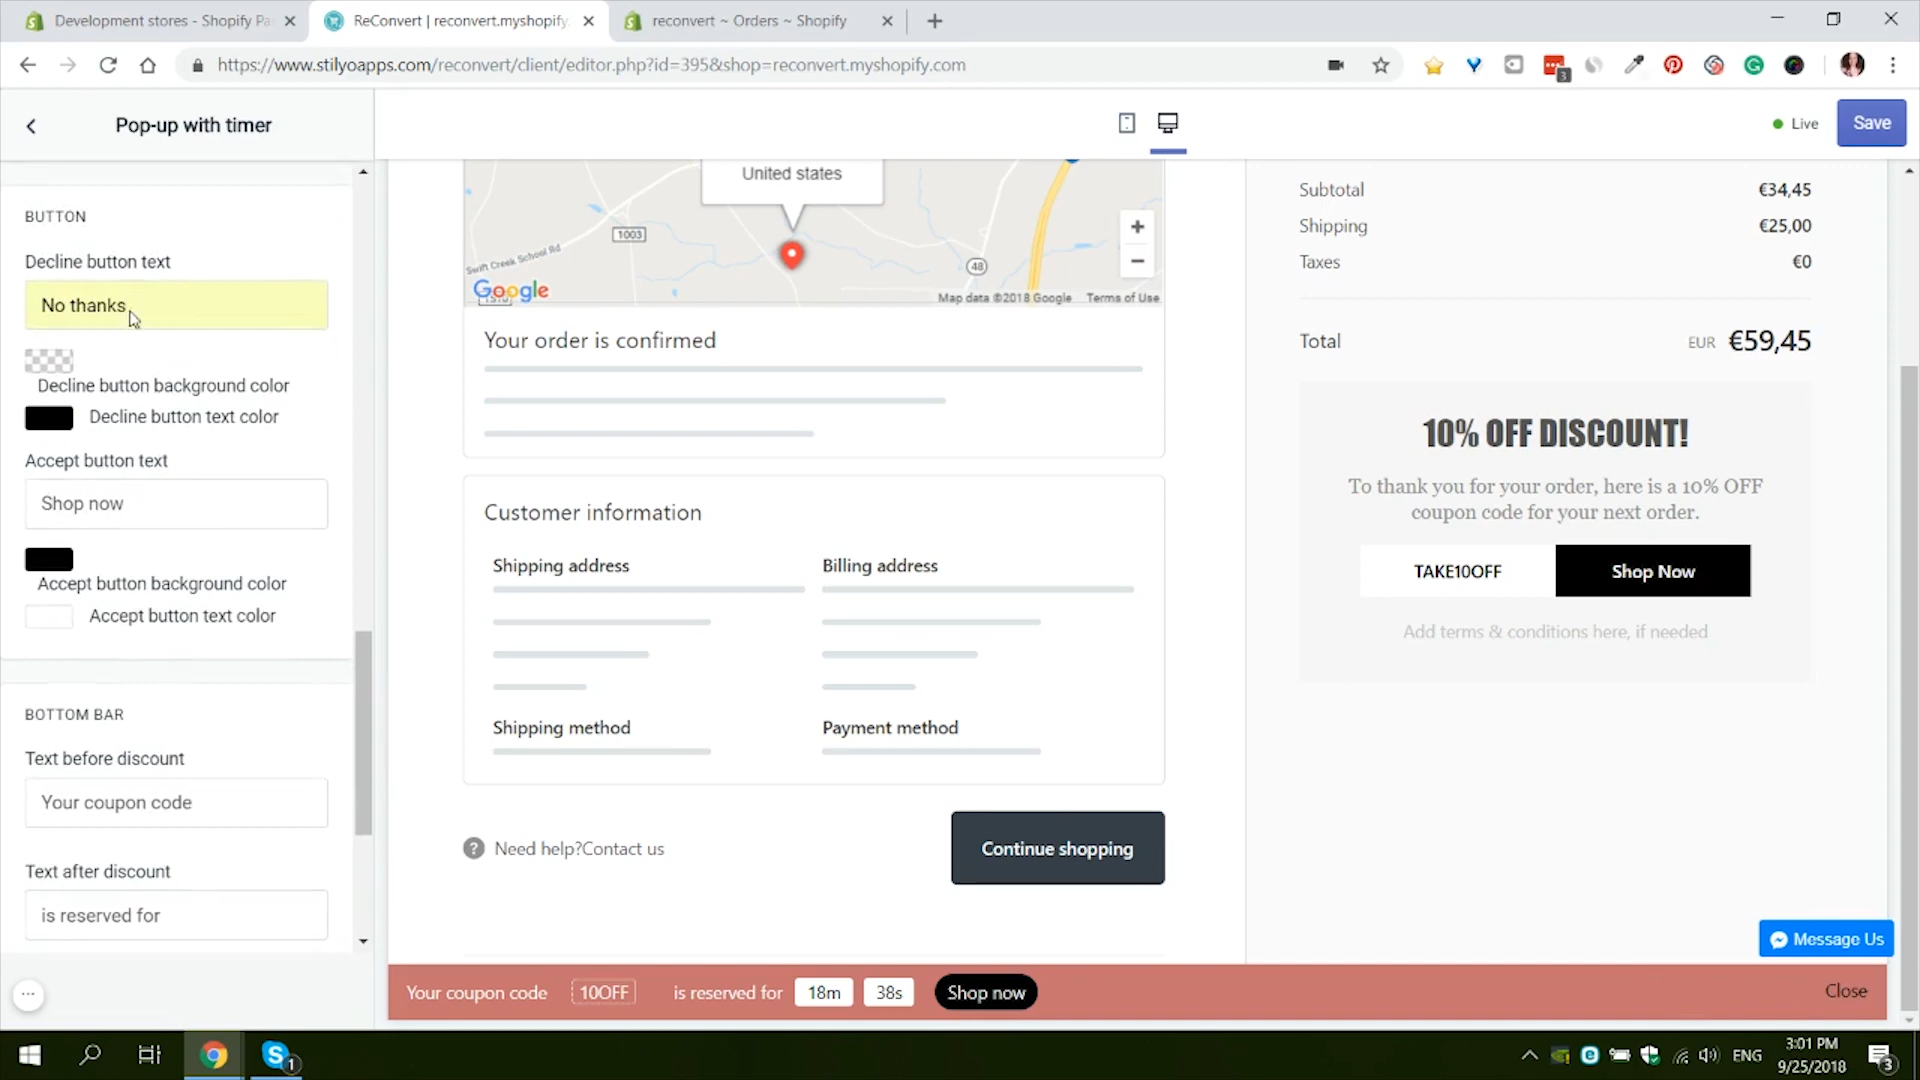 Development stores - Shopify Pa
ReConvert | reconvert.myshopify.
reconvert ~ Orders ~ Shopify
https://www.stilyoapps.com/reconvert/client/editor.php?id=395&shop=reconvert.myshopify.com
3
Pop-up with timer
Live
Save
BUTTON
Decline button text
No thanks
Decline button background color
Decline button text color
Accept button text
Shop now
Accept button background color
Accept button text color
BOTTOM BAR
Text before discount
Your coupon code
Text after discount
is reserved for
United states
1003
Swift Creek School Rd
48
Google
Map data ©2018 Google
Terms of Use
Your order is confirmed
Customer information
Shipping address
Billing address
Shipping method
Payment method
? Need help?Contact us
Continue shopping
Subtotal €34,45
Shipping €25,00
Taxes €0
Total EUR €59,45
10% OFF DISCOUNT!
To thank you for your order, here is a 10% OFF
coupon code for your next order.
TAKE10OFF
Shop Now
Add terms & conditions here, if needed
Message Us
Your coupon code 10OFF is reserved for 18m 38s Shop now Close
1
ENG
3:01 PM
9/25/2018
3